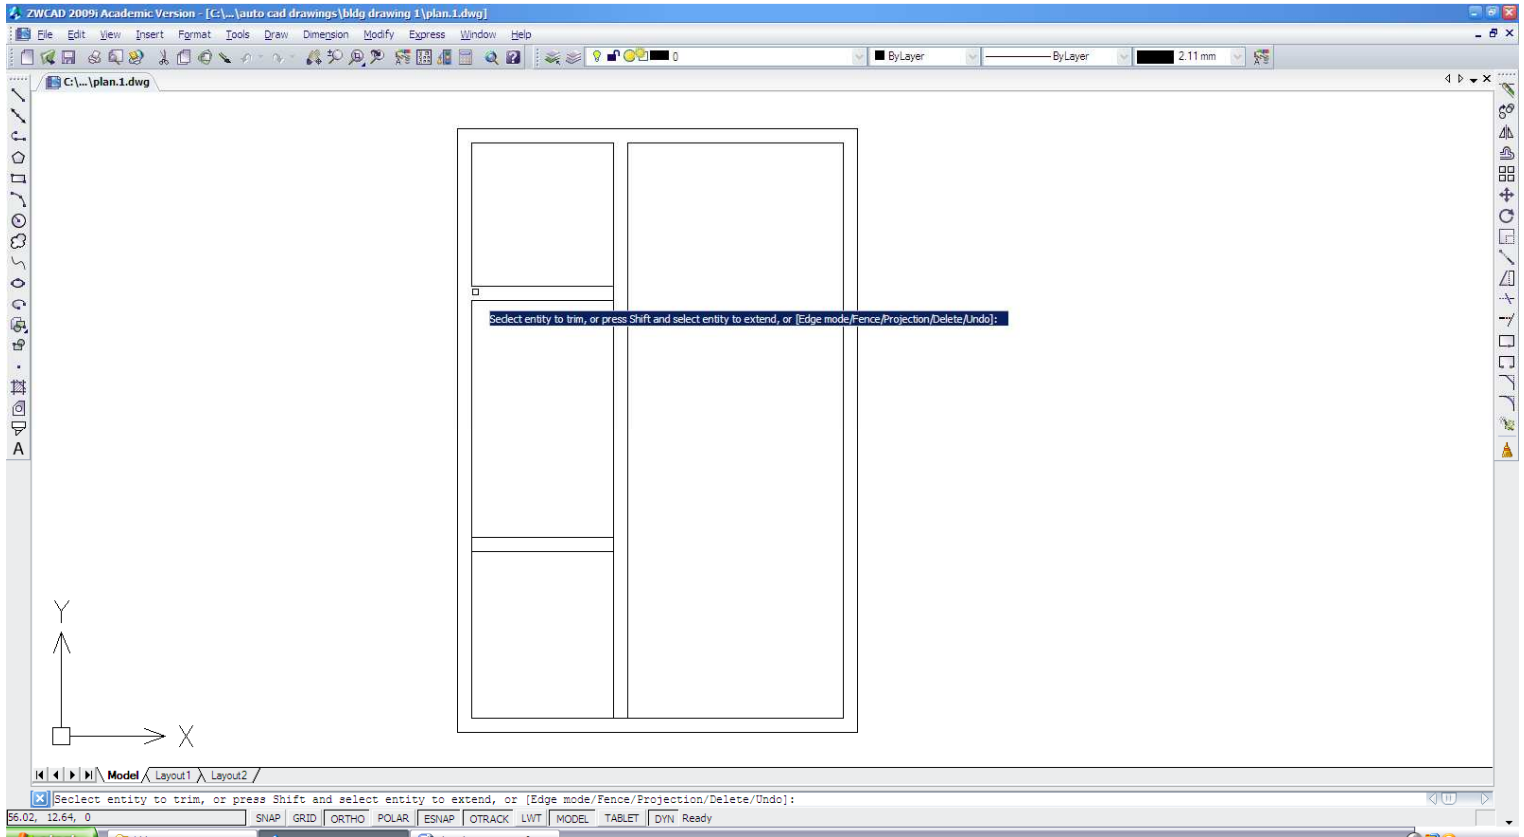 ZWCAD 2009i Academic Version - [C:\...\auto cad drawings\bldg drawing 1\plan.1.dwg]
File Edit View Insert Format Tools Draw Dimension Modify Express Window Help
0 ByLayer ByLayer 2.11 mm
C:\...\plan.1.dwg
A
Seclect entity to trim, or press Shift and select entity to extend, or [Edge mode/Fence/Projection/Delete/Undo]:
Y
X
Model Layout1 Layout2
Seclect entity to trim, or press Shift and select entity to extend, or [Edge mode/Fence/Projection/Delete/Undo]:
56.02, 12.64, 0 SNAP GRID ORTHO POLAR ESNAP OTRACK LWT MODEL TABLET DYN Ready